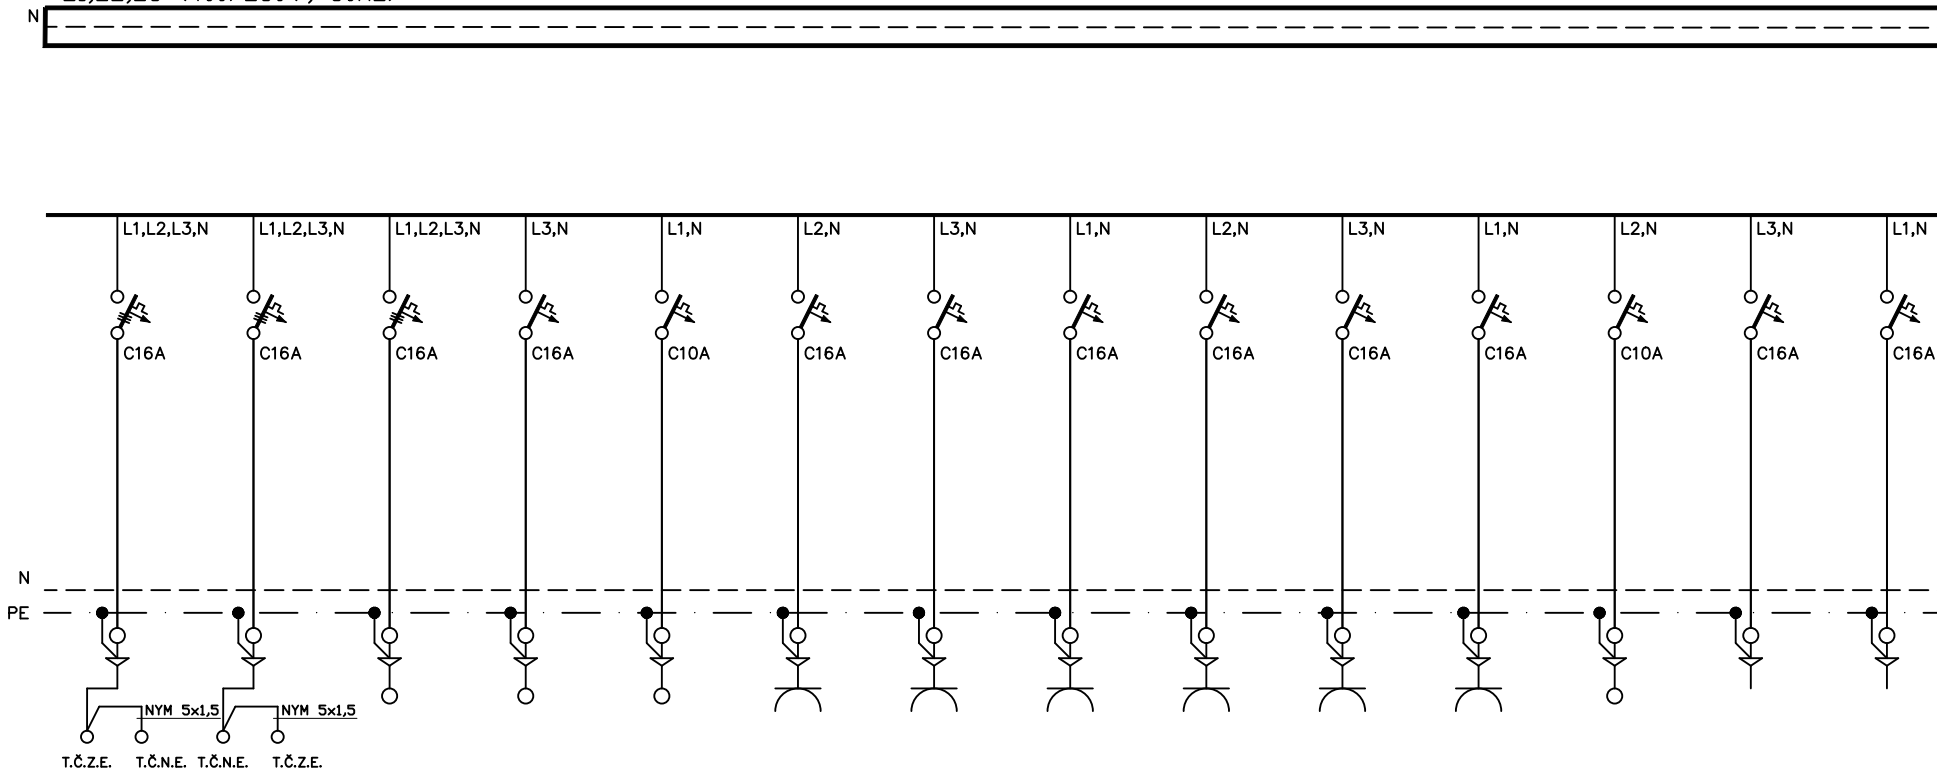 N
L1,L2,L3,N L1,L2,L3,N L1,L2,L3,N L3,N L1,N L2,N L3,N L1,N L2,N L3,N L1,N L2,N L3,N L1,N
C16A C16A C16A C16A C10A C16A C16A C16A C16A C16A C16A C10A C16A C16A
N
PE
NYM 5x1,5 NYM 5x1,5
T.Č.Z.E. T.Č.N.E. T.Č.N.E. T.Č.Z.E.